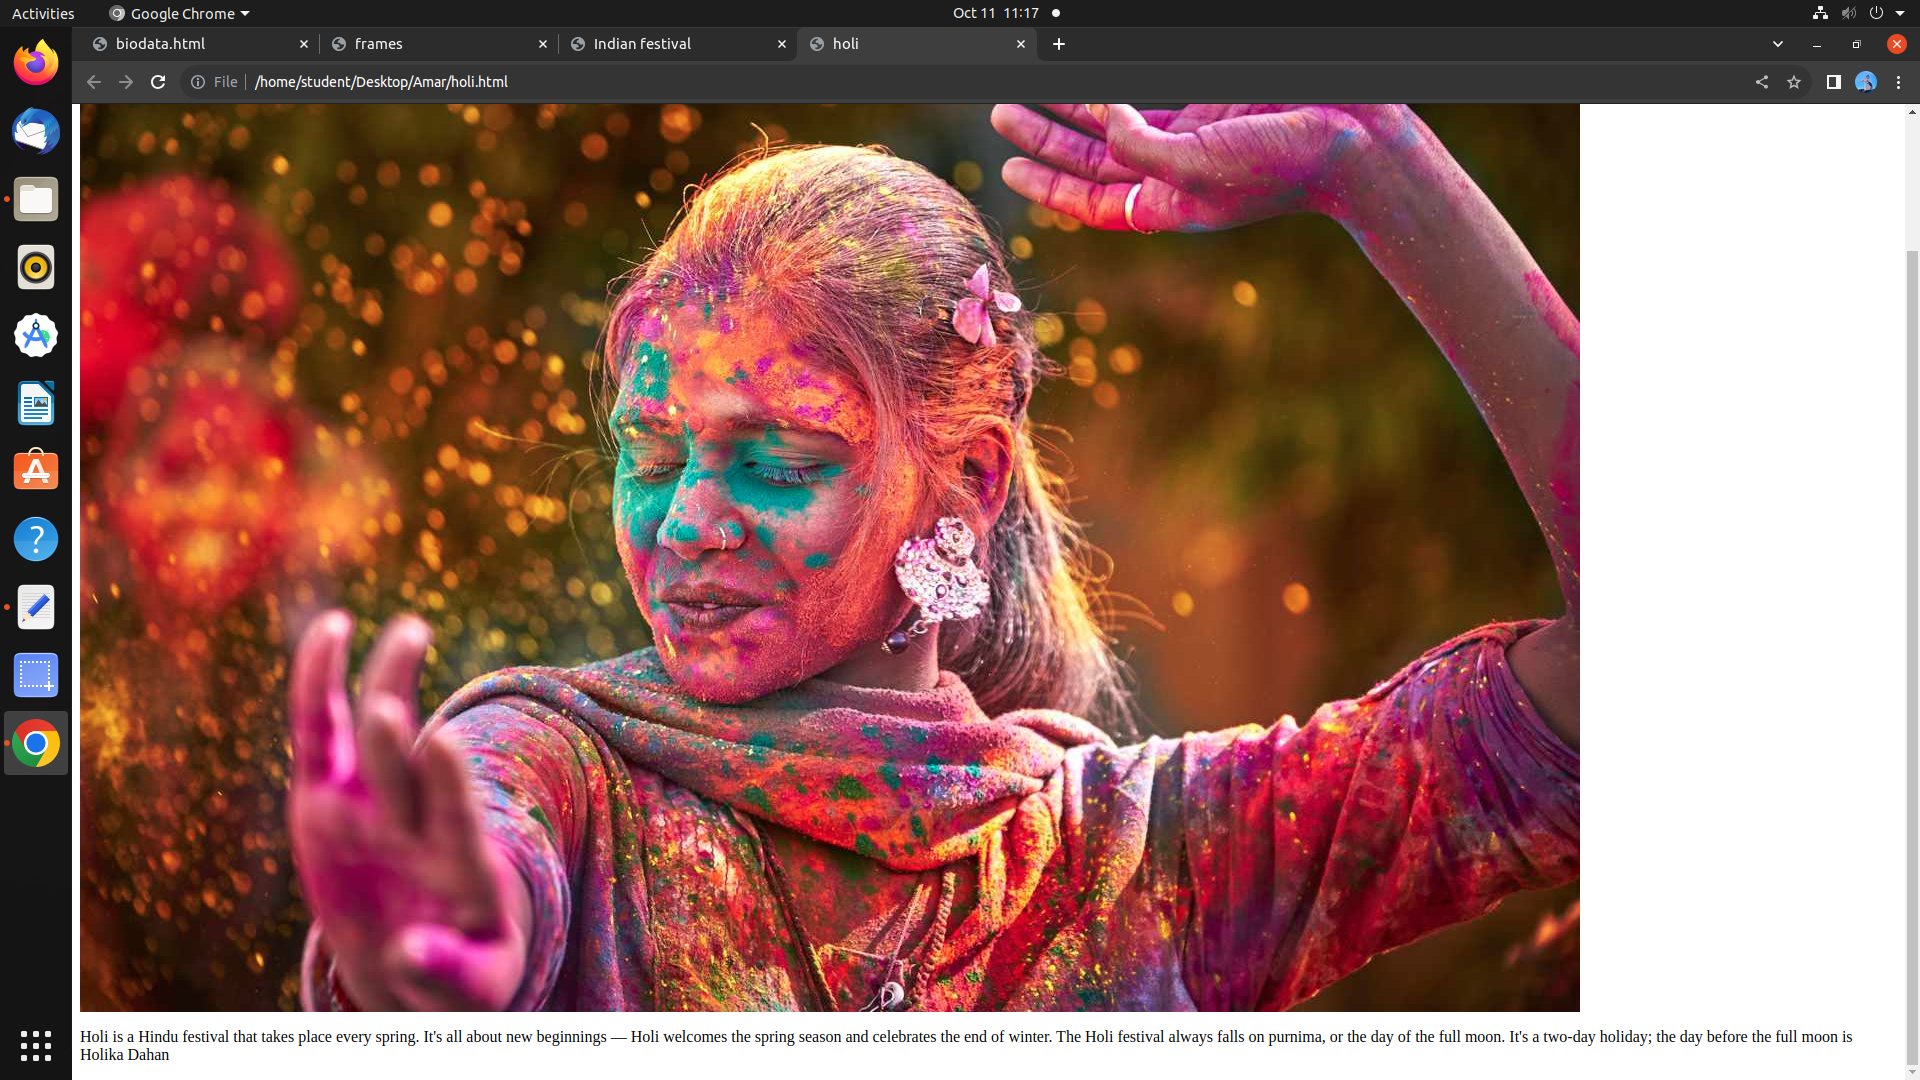 Activities Google Chrome Oct 11 11:17
biodata.html frames Indian festival holi
File /home/student/Desktop/Amar/holi.html
Holi is a Hindu festival that takes place every spring. It's all about new beginnings — Holi welcomes the spring season and celebrates the end of winter. The Holi festival always falls on purnima, or the day of the full moon. It's a two-day holiday; the day before the full moon is
Holika Dahan